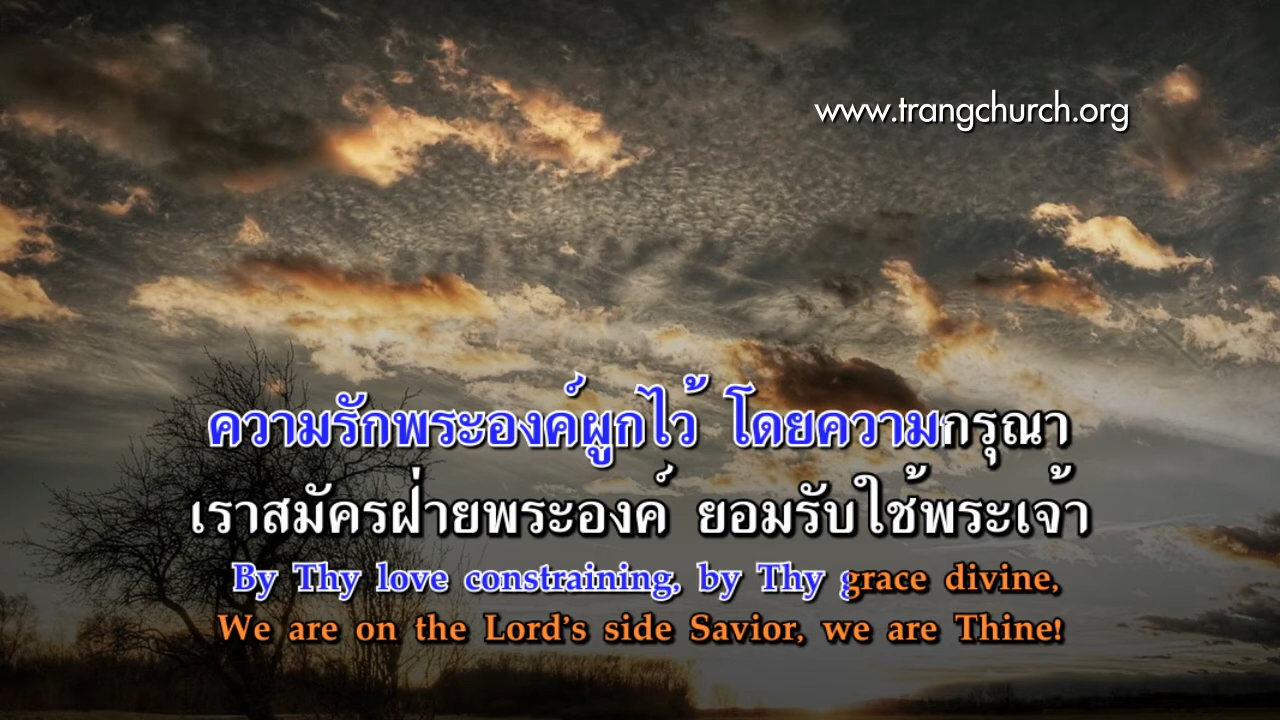 www.trangchurch.org
ความรักพระองค์ผูกไว้ โดยความกรุณา
เราสมัครฝ่ายพระองค์ ยอมรับใช้พระเจ้า
By Thy love constraining, by Thy grace divine,
We are on the Lord's side Savior, we are Thine!